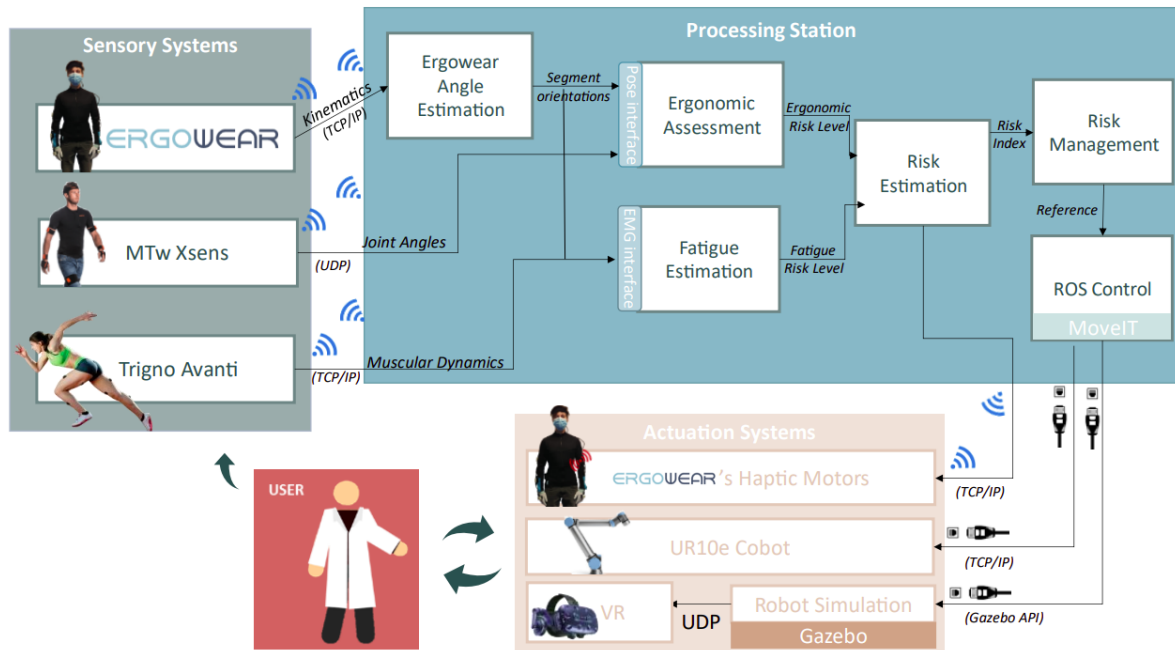 Sensory Systems
ERGOWEAR
MTw Xsens
Trigno Avanti
Kinematics
(TCP/IP)
Joint Angles
(UDP)
Muscular Dynamics
(TCP/IP)
Processing Station
Ergowear
Angle
Estimation
Segment
orientations
Pose interface
Ergonomic
Assessment
Ergonomic
Risk Level
EMG interface
Fatigue
Estimation
Fatigue
Risk Level
Risk
Estimation
Risk
Index
Risk
Management
Reference
ROS Control
MoveIT
Actuation Systems
ERGOWEAR's Haptic Motors
(TCP/IP)
UR10e Cobot
(TCP/IP)
VR
UDP
Robot Simulation
Gazebo
(Gazebo API)
USER